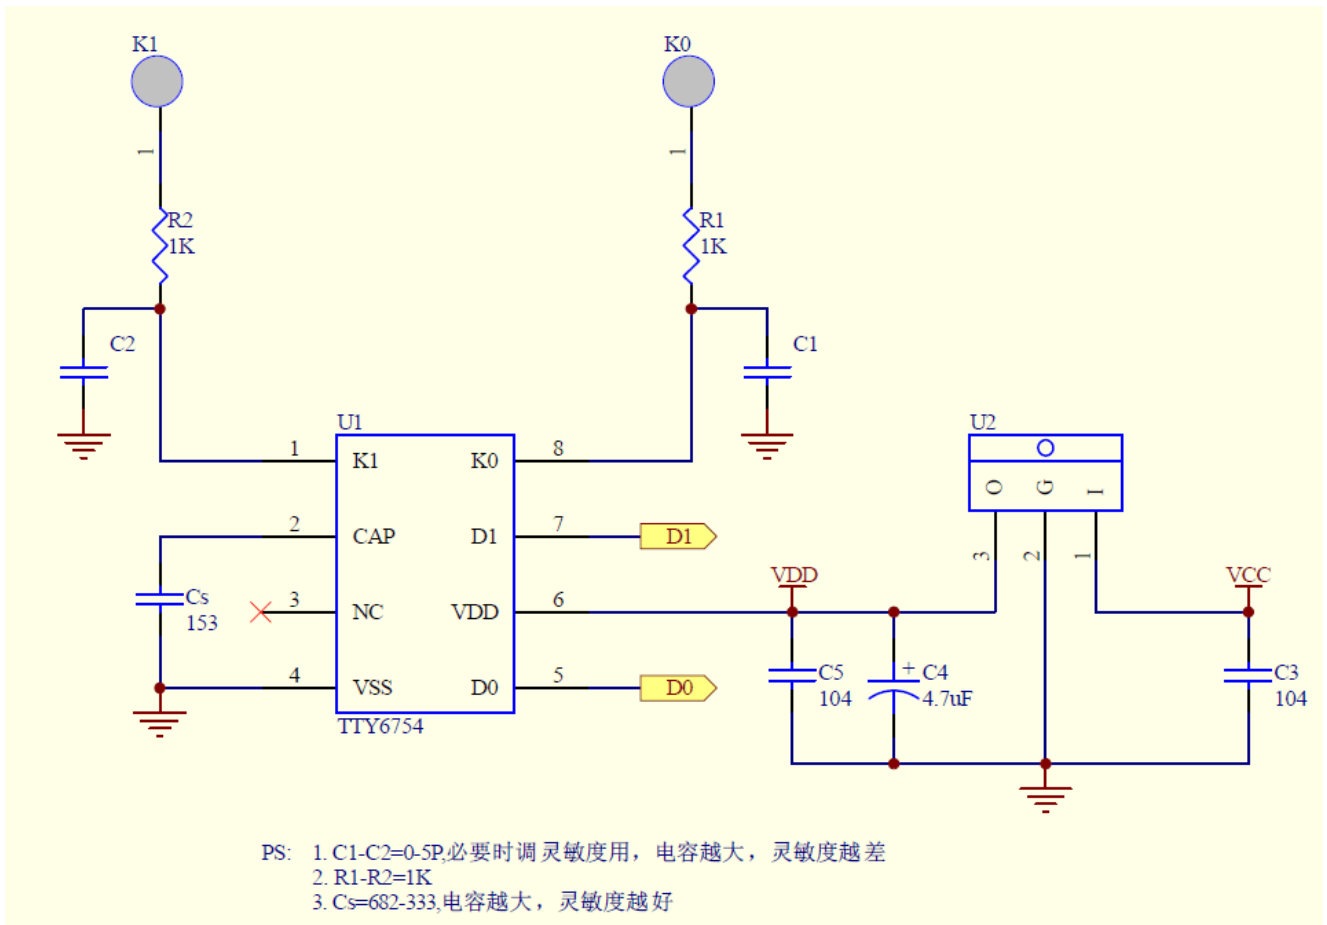 K1
K0
1
1
R2
1K
R1
1K
C2
C1
U1
U2
1
K1
K0
8
O
G
I
2
CAP
D1
7
D1
3
2
1
VDD
VCC
Cs
153
3
NC
VDD
6
C5
104
+
C4
4.7uF
C3
104
4
VSS
D0
5
D0
TTY6754
PS: 1. C1-C2=0-5P,必要时调灵敏度用，电容越大，灵敏度越差
2. R1-R2=1K
3. Cs=682-333,电容越大，灵敏度越好